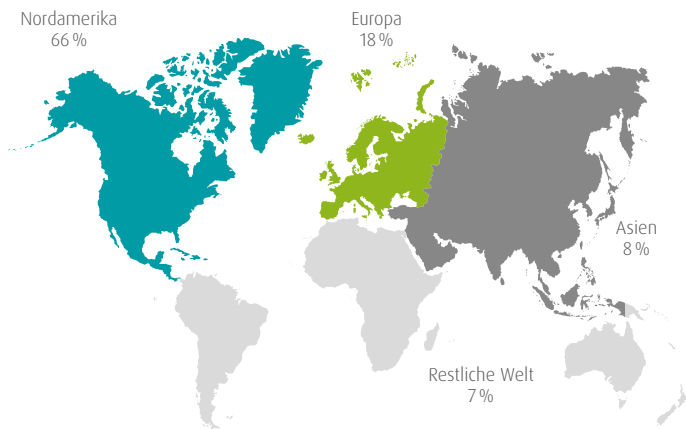 Nordamerika
66 %
Europa
18 %
Asien
8 %
Restliche Welt
7 %